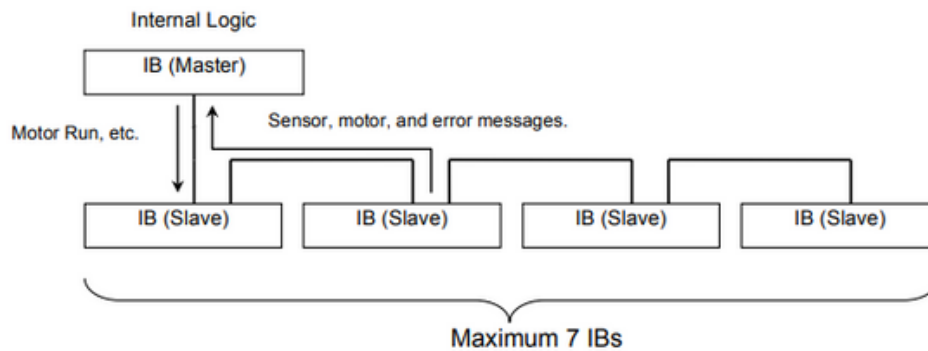 Internal Logic
IB (Master)
Motor Run, etc.
Sensor, motor, and error messages.
IB (Slave)
IB (Slave)
IB (Slave)
IB (Slave)
Maximum 7 IBs